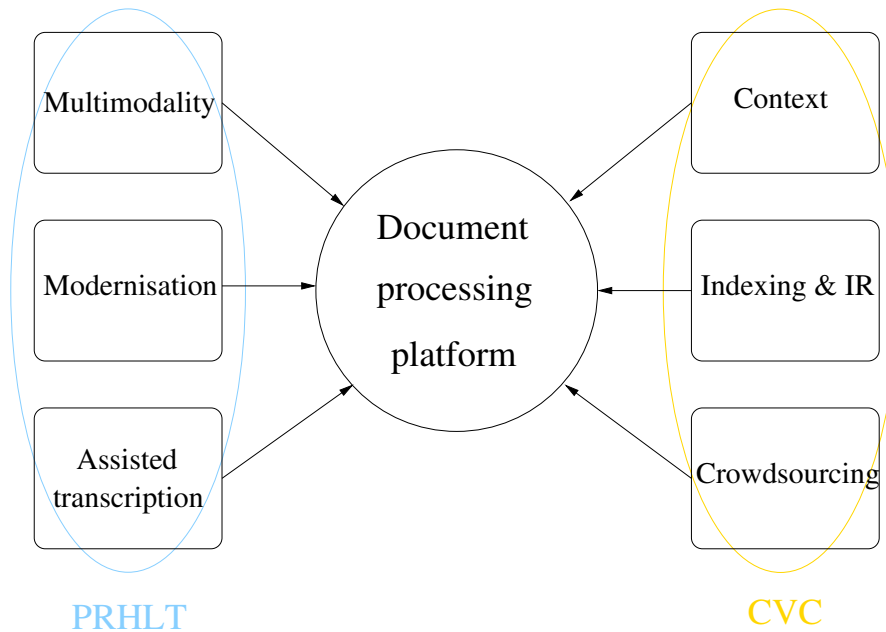 Multimodality
Modernisation
Assisted
transcription
PRHLT
Document
processing
platform
Context
Indexing & IR
Crowdsourcing
CVC